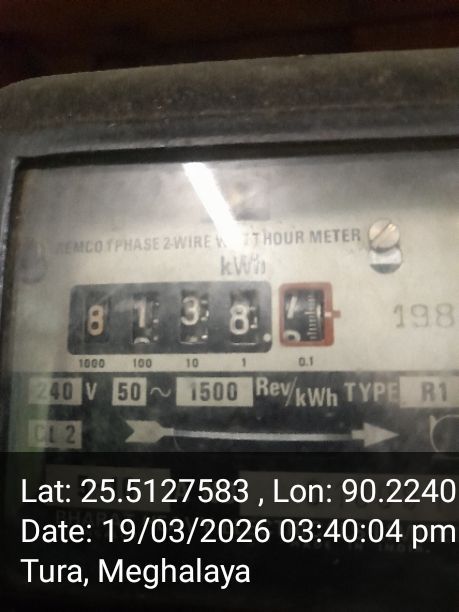 REMCO 1 PHASE 2-WIRE WATT HOUR METER
kWh
8 1 3 8
1000 100 10 1 0.1
198
240 V 50 ~ 1500 Rev/kWh TYPE R1
CL 2
Lat: 25.5127583 , Lon: 90.2240
Date: 19/03/2026 03:40:04 pm
Tura, Meghalaya